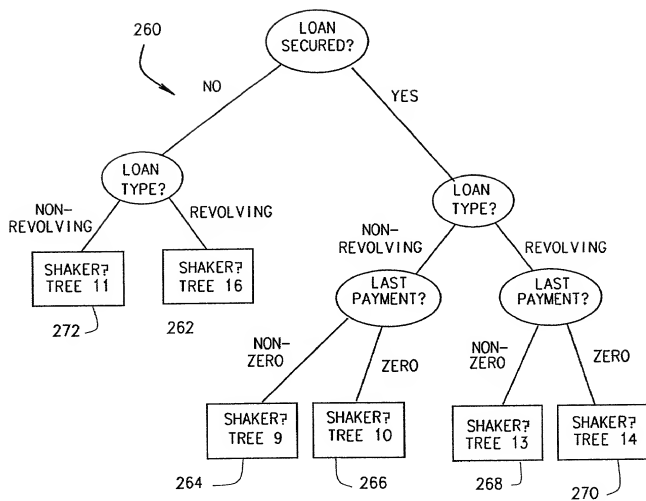 260
LOAN
SECURED?
NO
YES
LOAN
TYPE?
LOAN
TYPE?
NON-
REVOLVING
REVOLVING
NON-
REVOLVING
REVOLVING
SHAKER?
TREE 11
SHAKER?
TREE 16
LAST
PAYMENT?
LAST
PAYMENT?
272
262
NON-
ZERO
ZERO
NON-
ZERO
ZERO
SHAKER?
TREE 9
SHAKER?
TREE 10
SHAKER?
TREE 13
SHAKER?
TREE 14
264
266
268
270